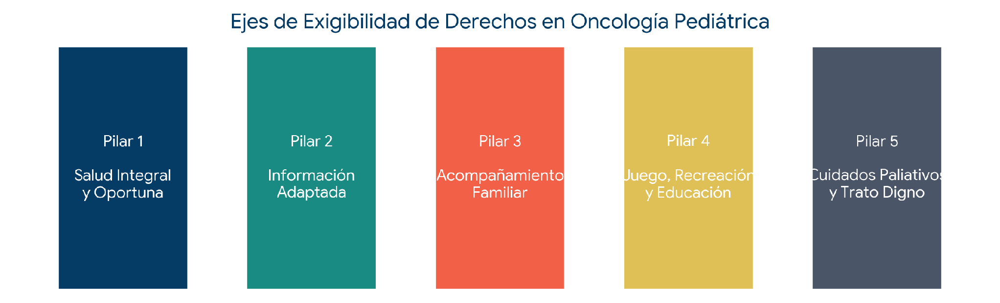 Ejes de Exigibilidad de Derechos en Oncología Pediátrica
Pilar 1
Salud Integral
y Oportuna
Pilar 2
Información
Adaptada
Pilar 3
Acompañamiento
Familiar
Pilar 4
Juego, Recreación
y Educación
Pilar 5
Cuidados Paliativos
y Trato Digno